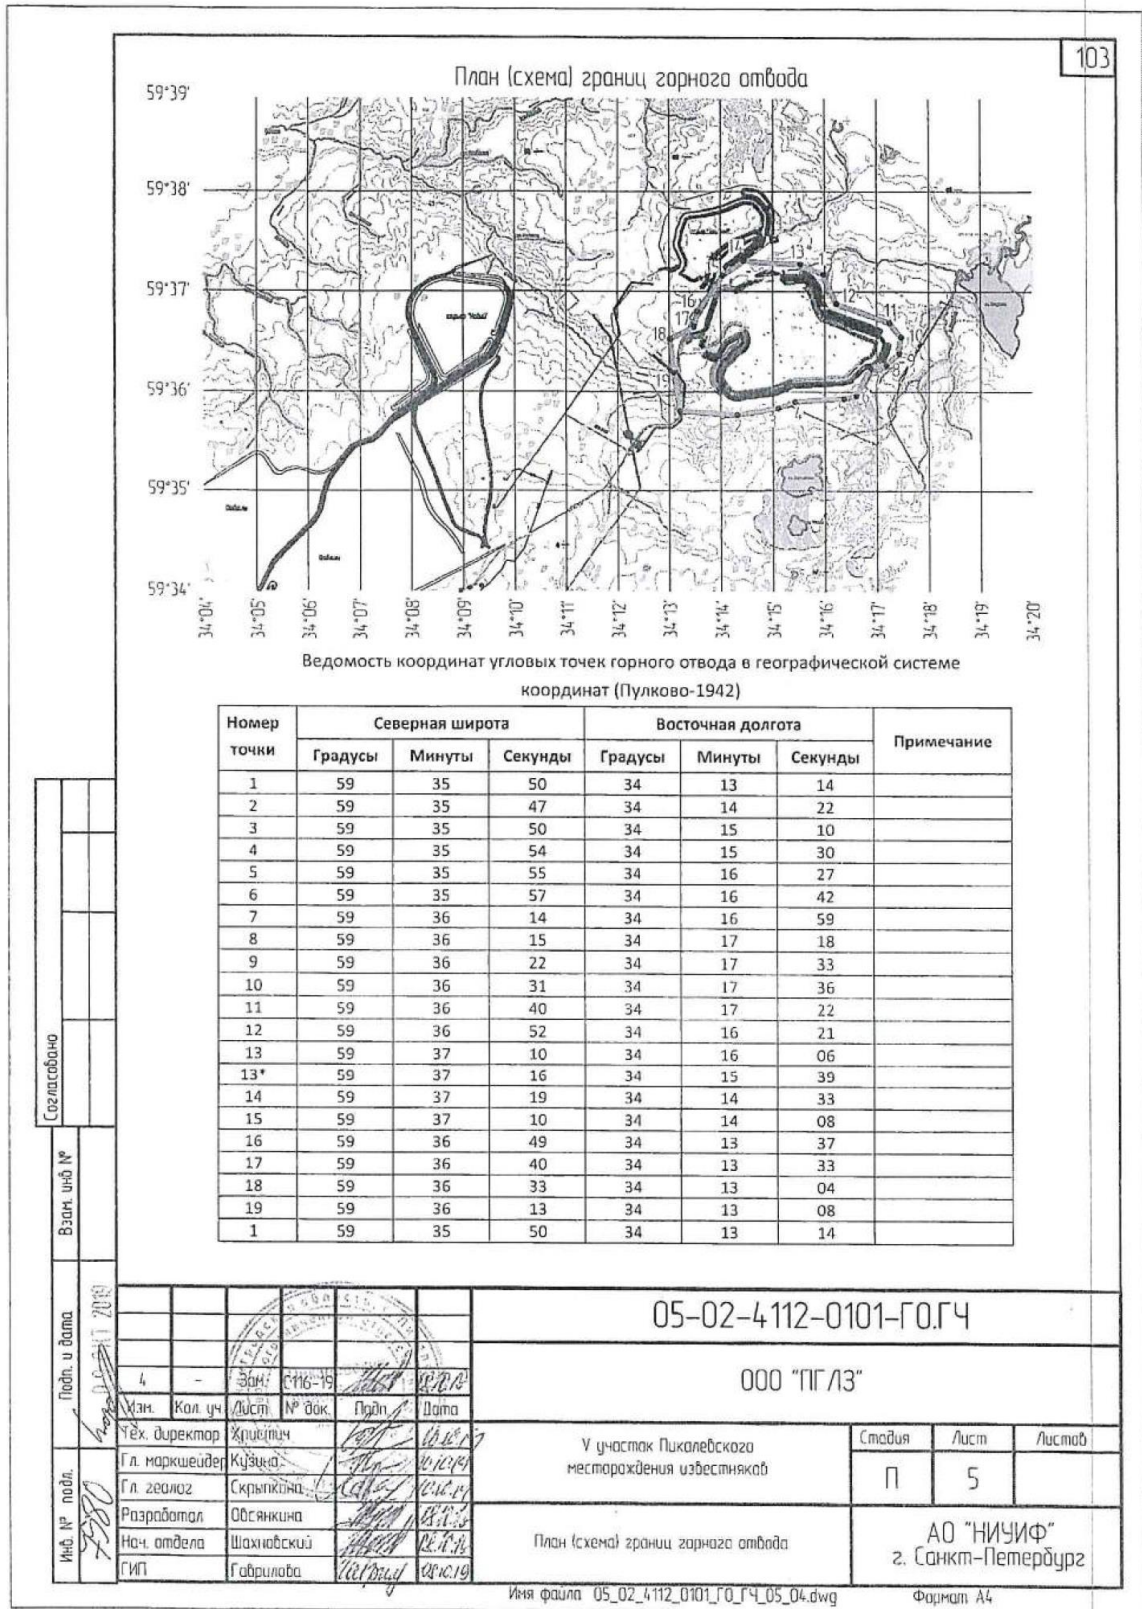 103
План (схема) границ горного отвода
59°39'
59°38'
59°37'
59°36'
59°35'
59°34'
14
13
12
11
10
9
8
16
17
18
19
4
34°04'
34°05'
34°06'
34°07'
34°08'
34°09'
34°10'
34°11'
34°12'
34°13'
34°14'
34°15'
34°16'
34°17'
34°18'
34°19'
34°20'
Ведомость координат угловых точек горного отвода в географической системе
координат (Пулково-1942)
Номер точки Северная широта Восточная долгота Примечание
Градусы Минуты Секунды Градусы Минуты Секунды
1 59 35 50 34 13 14
2 59 35 47 34 14 22
3 59 35 50 34 15 10
4 59 35 54 34 15 30
5 59 35 55 34 16 27
6 59 35 57 34 16 42
7 59 36 14 34 16 59
8 59 36 15 34 17 18
9 59 36 22 34 17 33
10 59 36 31 34 17 36
11 59 36 40 34 17 22
12 59 36 52 34 16 21
13 59 37 10 34 16 06
13* 59 37 16 34 15 39
14 59 37 19 34 14 33
15 59 37 10 34 14 08
16 59 36 49 34 13 37
17 59 36 40 34 13 33
18 59 36 33 34 13 04
19 59 36 13 34 13 08
1 59 35 50 34 13 14
Согласовано
Взам. инв №
Подп. и дата
Инв. № подл.
05-02-4112-0101-ГО.ГЧ
ООО "ПГЛЗ"
4 - Зам. С116-19
Изм. Кол. уч Лист № док. Подп. Дата
Тех. директор Христич
Гл. маркшейдер Кузина
Гл. геолог Скрыпкина
Разработал Овсянкина
Нач. отдела Шахновский
ГИП Гаврилова 08.10.19
V участок Пикалевского
месторождения известняков
Стадия Лист Листов
П 5
План (схема) границ горного отвода
АО "НИУИФ"
г. Санкт-Петербург
Имя файла 05_02_4112_0101_ГО_ГЧ_05_04.dwg Формат А4